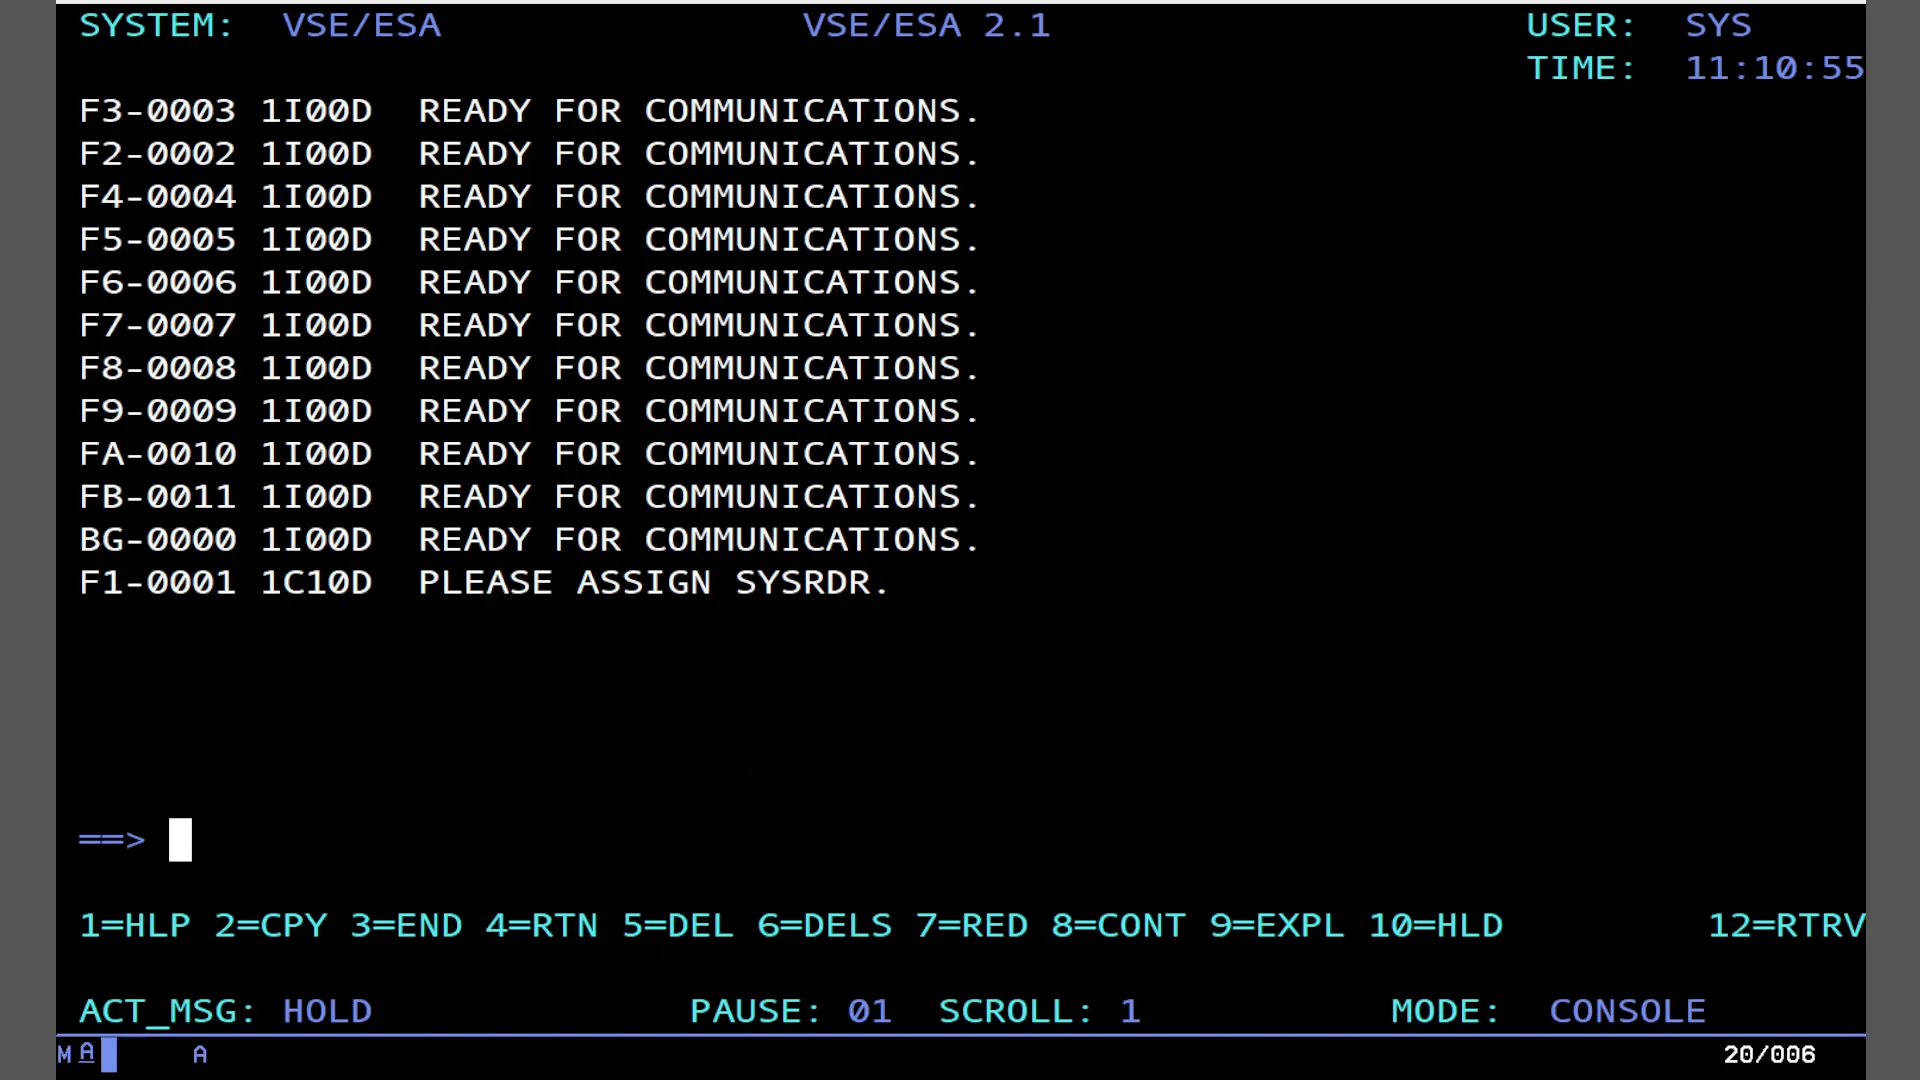 SYSTEM: VSE/ESA VSE/ESA 2.1 USER: SYS
TIME: 11:10:55
F3-0003 1I00D READY FOR COMMUNICATIONS.
F2-0002 1I00D READY FOR COMMUNICATIONS.
F4-0004 1I00D READY FOR COMMUNICATIONS.
F5-0005 1I00D READY FOR COMMUNICATIONS.
F6-0006 1I00D READY FOR COMMUNICATIONS.
F7-0007 1I00D READY FOR COMMUNICATIONS.
F8-0008 1I00D READY FOR COMMUNICATIONS.
F9-0009 1I00D READY FOR COMMUNICATIONS.
FA-0010 1I00D READY FOR COMMUNICATIONS.
FB-0011 1I00D READY FOR COMMUNICATIONS.
BG-0000 1I00D READY FOR COMMUNICATIONS.
F1-0001 1C10D PLEASE ASSIGN SYSRDR.
==>
1=HLP 2=CPY 3=END 4=RTN 5=DEL 6=DELS 7=RED 8=CONT 9=EXPL 10=HLD 12=RTRV
ACT_MSG: HOLD PAUSE: 01 SCROLL: 1 MODE: CONSOLE
M A A 20/006